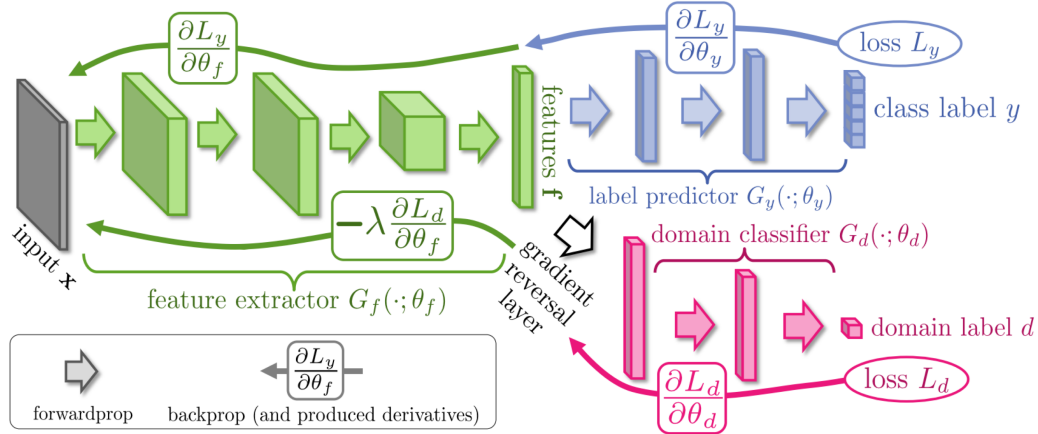 ∂L_y/∂θ_f
∂L_y/∂θ_y
loss L_y
features f
class label y
label predictor G_y(·;θ_y)
−λ ∂L_d/∂θ_f
input x
feature extractor G_f(·;θ_f)
gradient
reversal
layer
domain classifier G_d(·;θ_d)
domain label d
∂L_d/∂θ_d
loss L_d
∂L_y/∂θ_f
forwardprop
backprop (and produced derivatives)